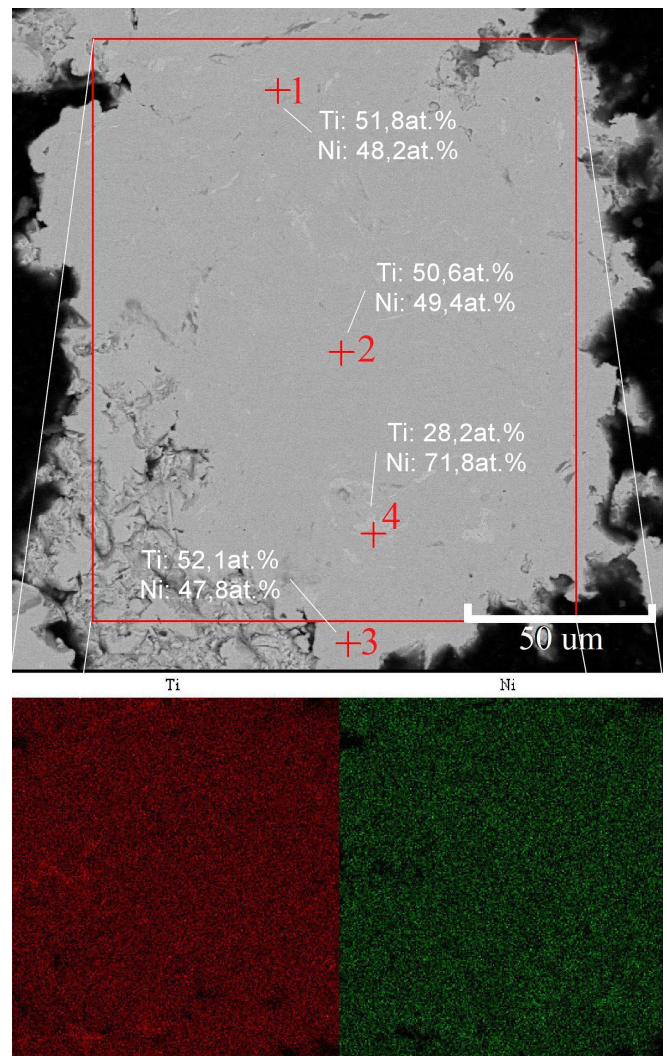 +1
Ti: 51,8at.%
Ni: 48,2at.%
Ti: 50,6at.%
Ni: 49,4at.%
+2
Ti: 28,2at.%
Ni: 71,8at.%
+4
Ti: 52,1at.%
Ni: 47,8at.%
+3
50 um
Ti Ni